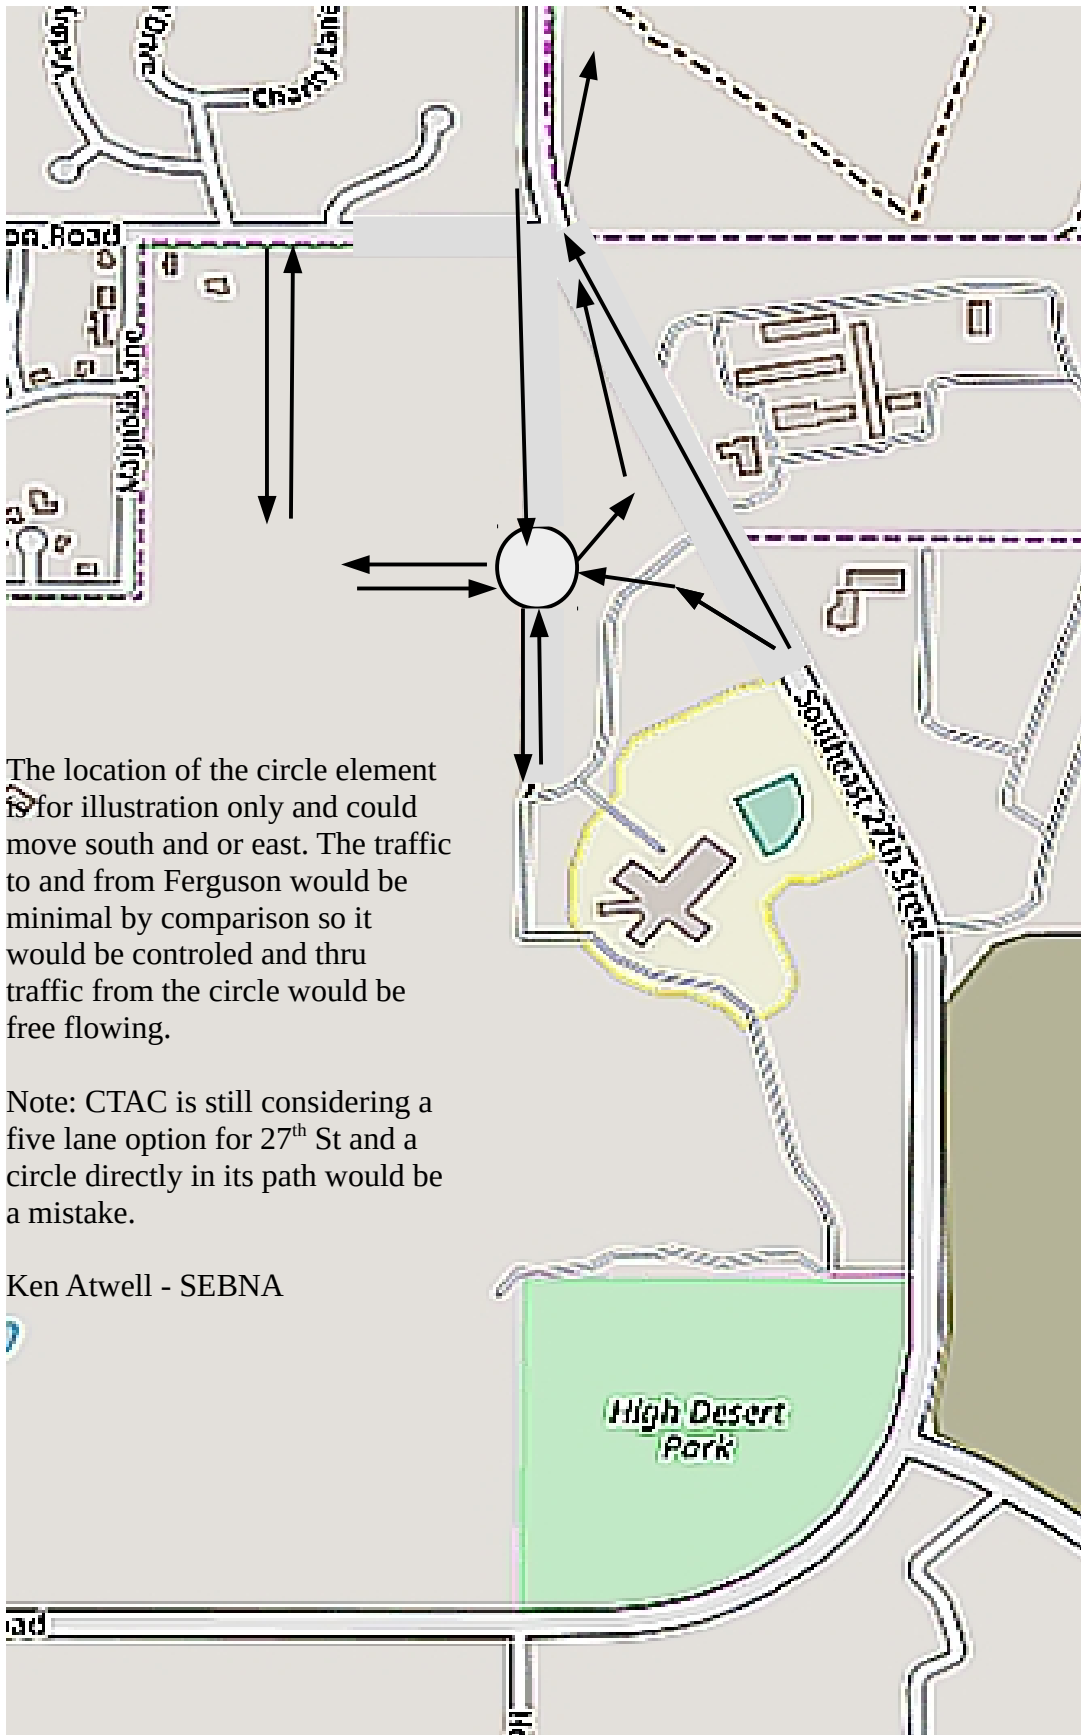 Victory
Drive
Charity Lane
on Road
Magnolia Lane
Southeast 27th Street
The location of the circle element
is for illustration only and could
move south and or east. The traffic
to and from Ferguson would be
minimal by comparison so it
would be controled and thru
traffic from the circle would be
free flowing.
Note: CTAC is still considering a
five lane option for 27th St and a
circle directly in its path would be
a mistake.
Ken Atwell - SEBNA
High Desert
Park
oad